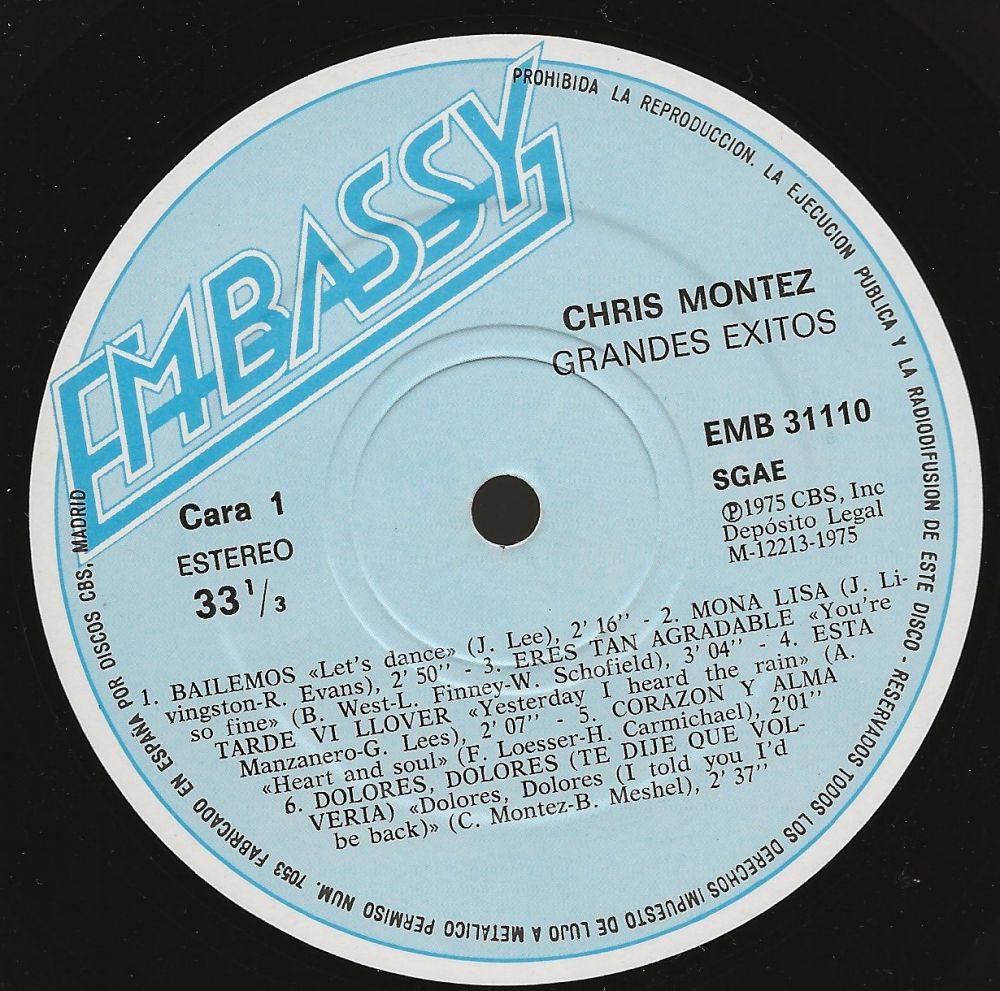 EMBASSY
CHRIS MONTEZ
GRANDES EXITOS
EMB 31110
SGAE
Ⓟ1975 CBS, Inc
Depósito Legal
M-12213-1975
Cara 1
ESTEREO
33 1/3
1. BAILEMOS «Let's dance» (J. Lee), 2' 16'' - 2. MONA LISA (J. Li-
vingston-R. Evans), 2' 50'' - 3. ERES TAN AGRADABLE «You're
so fine» (B. West-L. Finney-W. Schofield), 3' 04'' - 4. ESTA
TARDE VI LLOVER «Yesterday I heard the rain» (A.
Manzanero-G. Lees), 2' 07'' - 5. CORAZON Y ALMA
«Heart and soul» (F. Loesser-H. Carmichael), 2'01''
6. DOLORES, DOLORES (TE DIJE QUE VOL-
VERIA) «Dolores, Dolores (I told you I'd
be back)» (C. Montez-B. Meshel), 2' 37''
PROHIBIDA LA REPRODUCCION. LA EJECUCION PUBLICA Y LA RADIODIFUSION DE ESTE DISCO - RESERVADOS TODOS LOS DERECHOS IMPUESTO DE LUJO A METALICO PERMISO NUM. 7053 FABRICADO EN ESPAÑA POR DISCOS CBS, MADRID